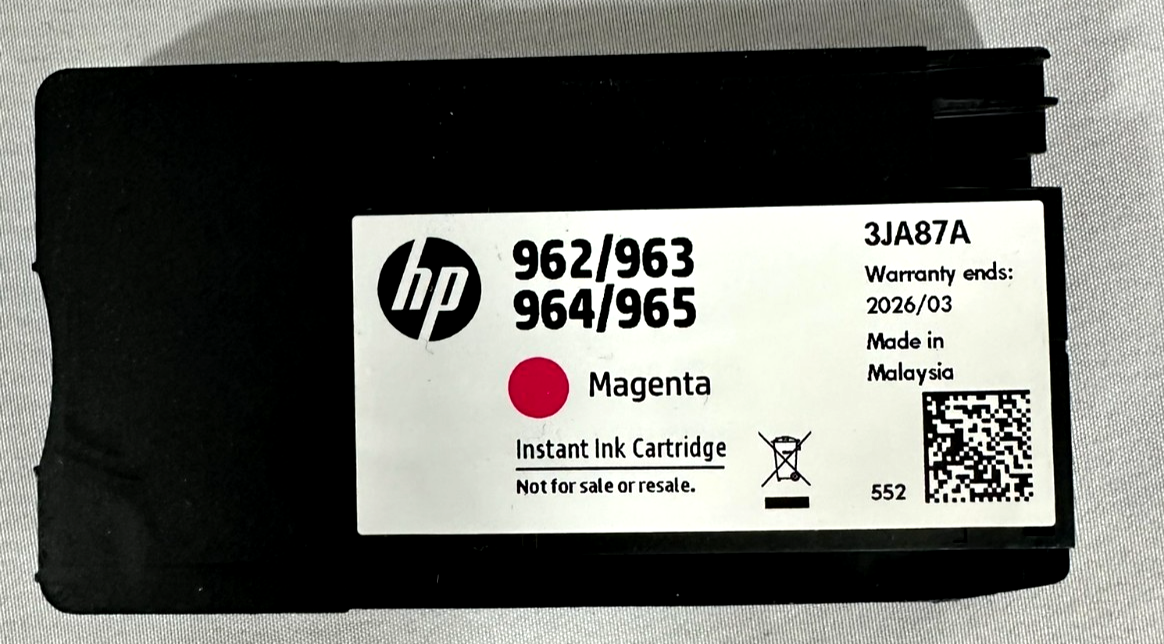 hp
962/963
964/965
Magenta
Instant Ink Cartridge
Not for sale or resale.
3JA87A
Warranty ends:
2026/03
Made in
Malaysia
552